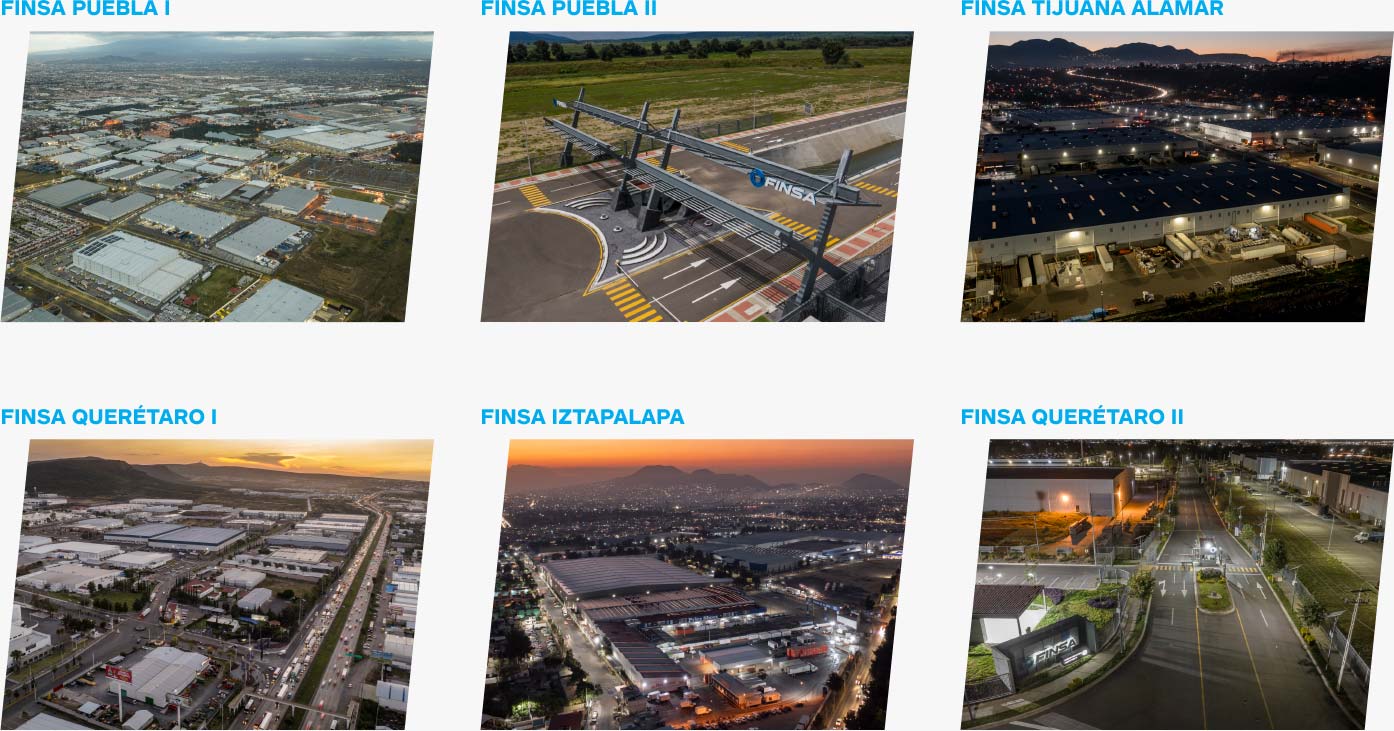 FINSA PUEBLA I
FINSA PUEBLA II
FINSA TIJUANA ALAMAR
FINSA
FINSA QUERÉTARO I
FINSA IZTAPALAPA
FINSA QUERÉTARO II
FINSA